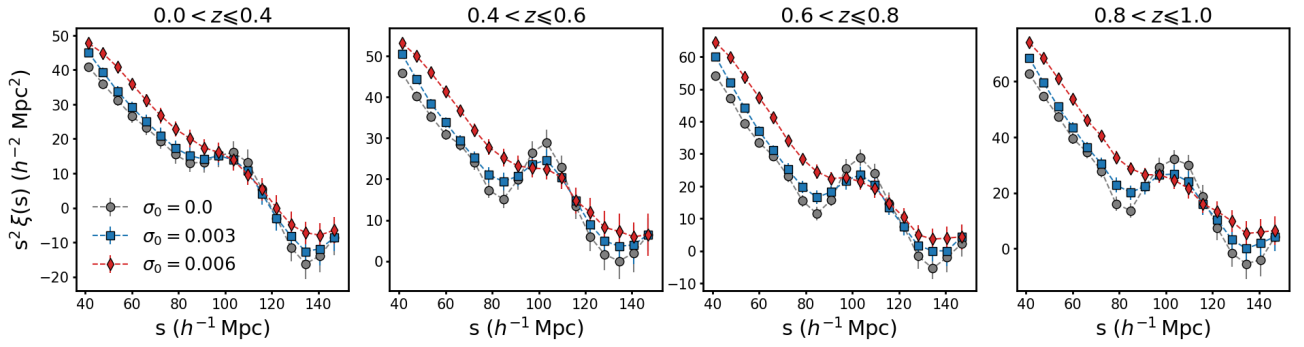 0.0 < z ⩽ 0.4
0.4 < z ⩽ 0.6
0.6 < z ⩽ 0.8
0.8 < z ⩽ 1.0
s² ξ(s) (h⁻² Mpc²)
50
40
30
20
10
0
−10
−20
σ₀ = 0.0
σ₀ = 0.003
σ₀ = 0.006
40 60 80 100 120 140
s (h⁻¹ Mpc)
50
40
30
20
10
0
40 60 80 100 120 140
s (h⁻¹ Mpc)
60
50
40
30
20
10
0
−10
40 60 80 100 120 140
s (h⁻¹ Mpc)
60
40
20
0
40 60 80 100 120 140
s (h⁻¹ Mpc)